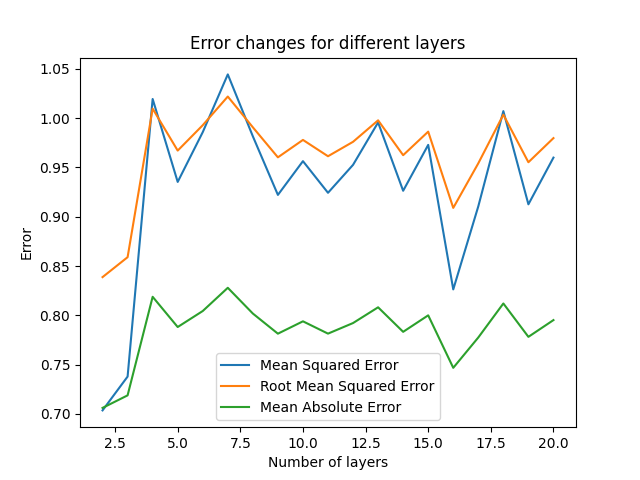 Error changes for different layers
1.05
1.00
0.95
0.90
0.85
0.80
0.75
0.70
Error
Mean Squared Error
Root Mean Squared Error
Mean Absolute Error
2.5 5.0 7.5 10.0 12.5 15.0 17.5 20.0
Number of layers